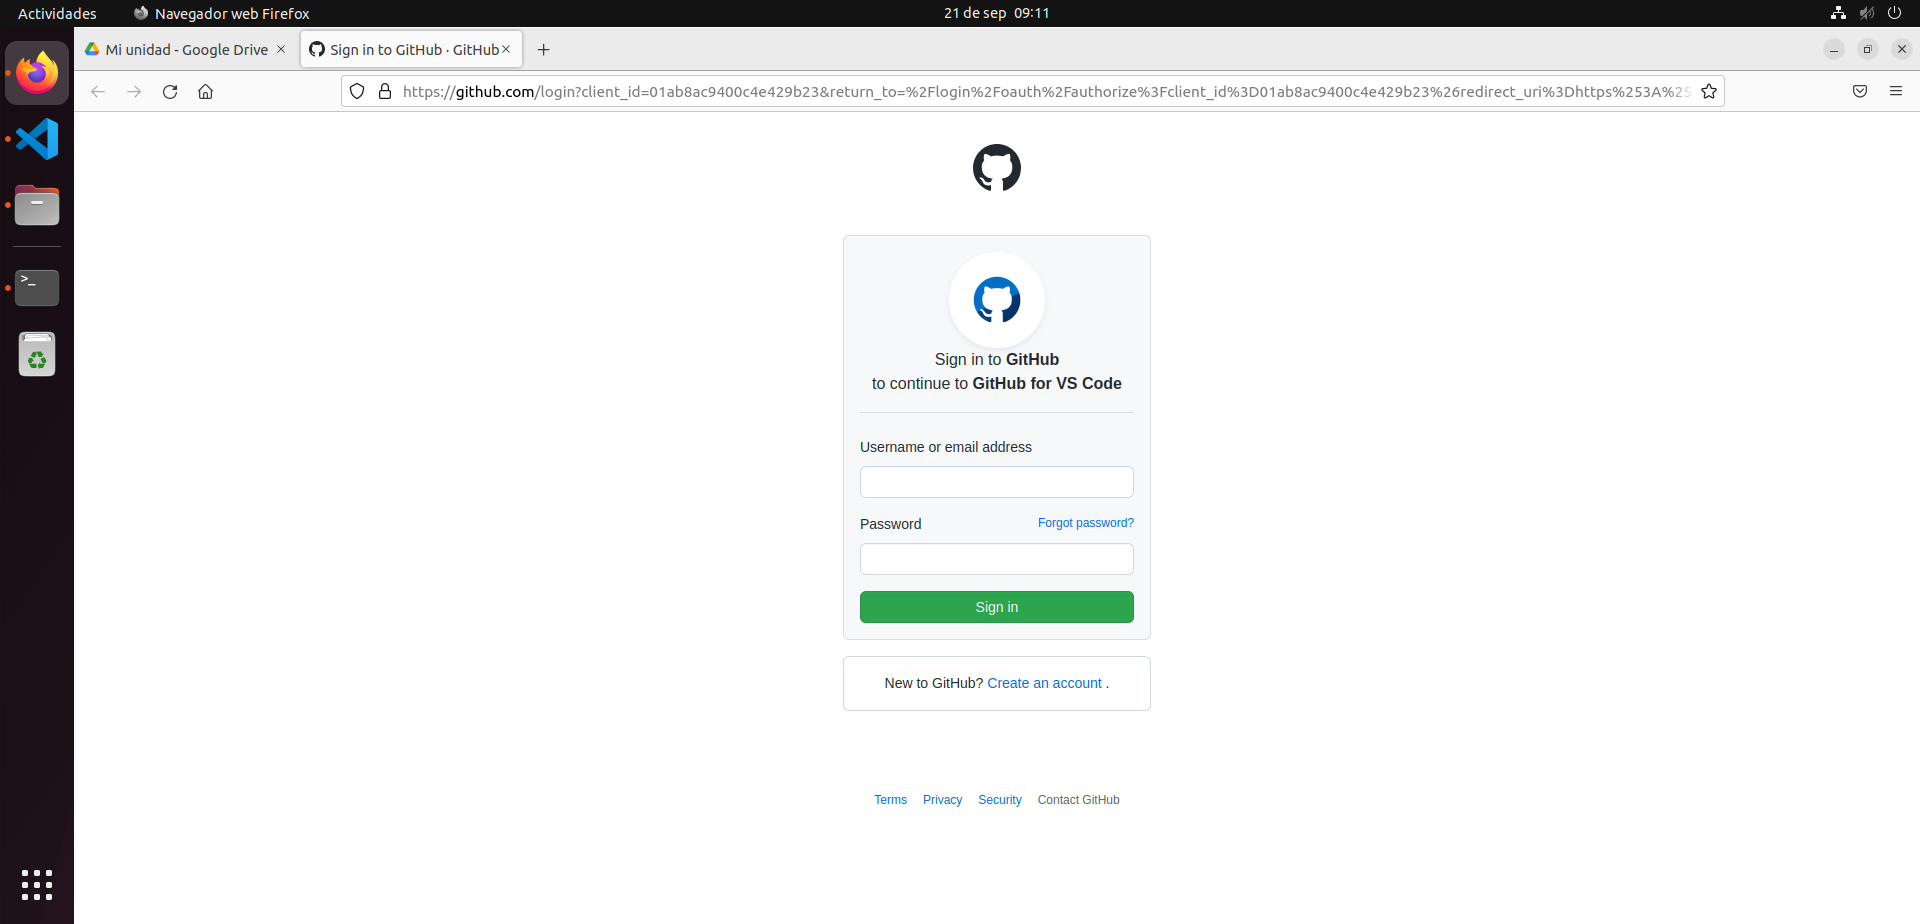 Actividades
Navegador web Firefox
21 de sep 09:11
Mi unidad - Google Drive
Sign in to GitHub · GitHub
https://github.com/login?client_id=01ab8ac9400c4e429b23&return_to=%2Flogin%2Foauth%2Fauthorize%3Fclient_id%3D01ab8ac9400c4e429b23%26redirect_uri%3Dhttps%253A%25
>_
Sign in to GitHub
to continue to GitHub for VS Code
Username or email address
Password
Forgot password?
Sign in
New to GitHub? Create an account .
Terms
Privacy
Security
Contact GitHub